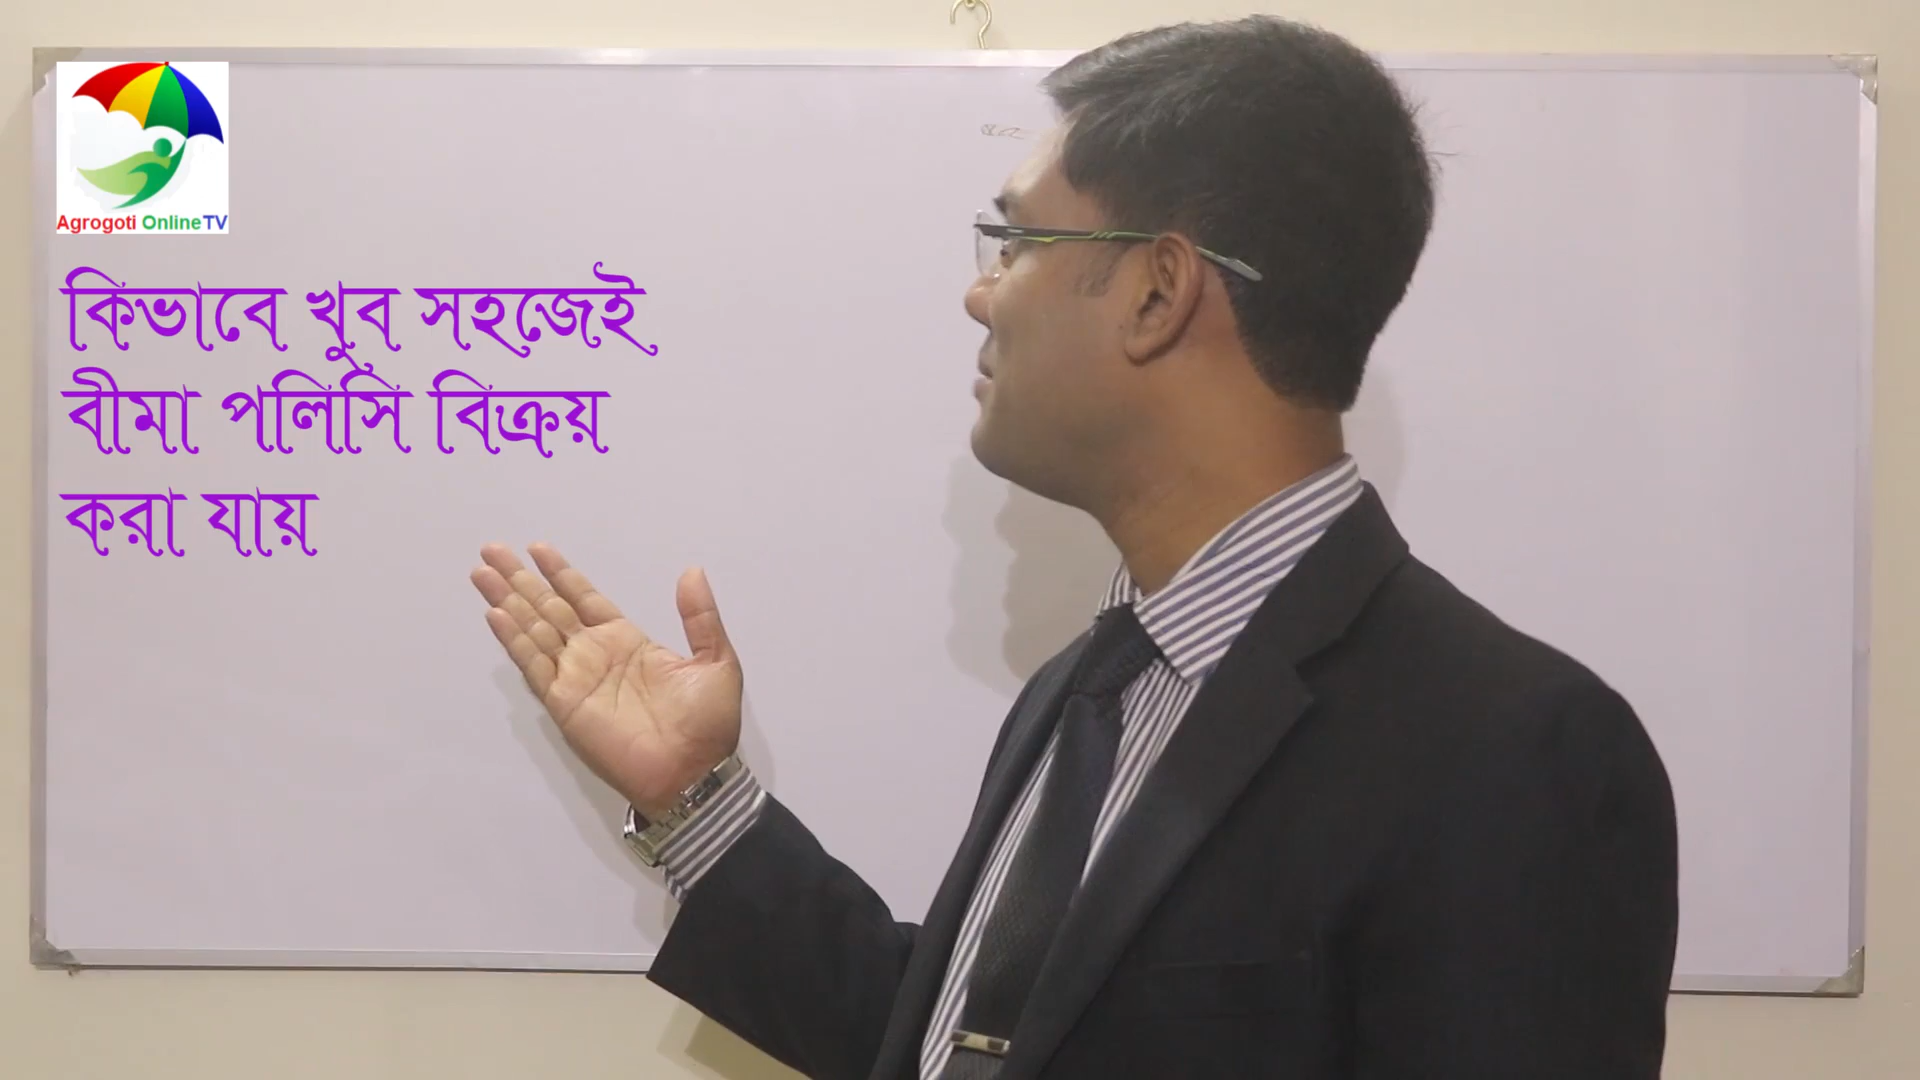 Agrogoti OnlineTV
কিভাবে খুব সহজেই
বীমা পলিসি বিক্রয়
করা যায়